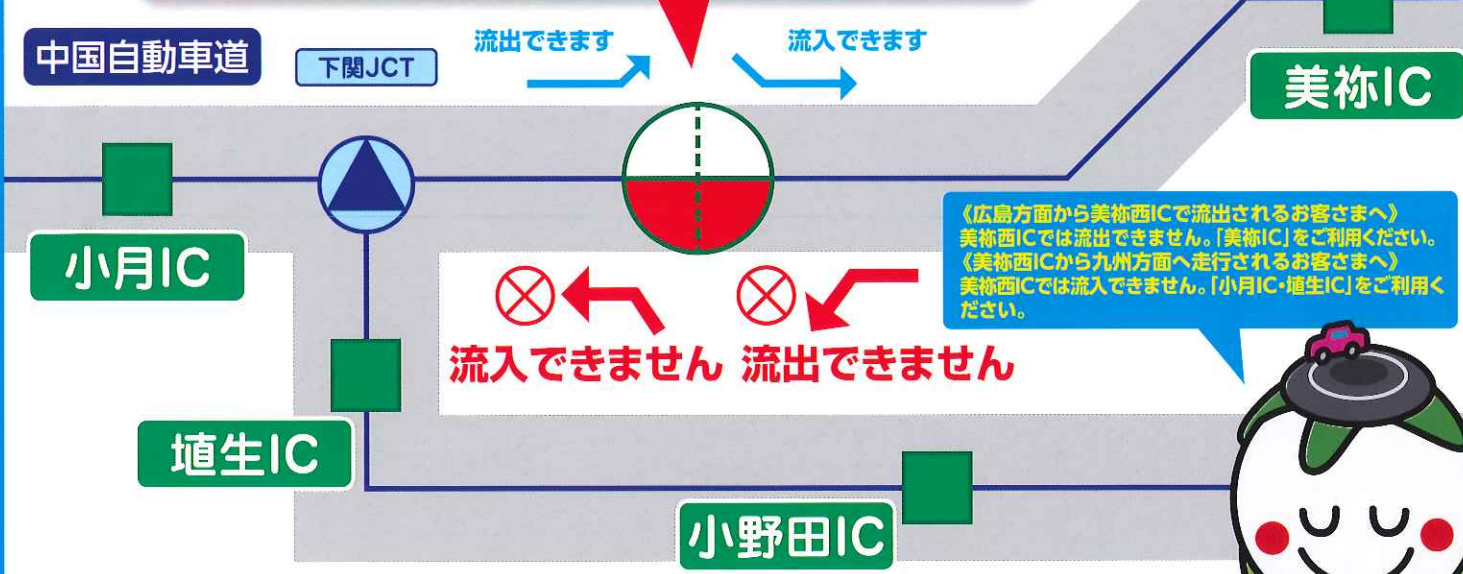 中国自動車道
下関JCT
流出できます
流入できます
美祢IC
小月IC
《広島方面から美祢西ICで流出されるお客さまへ》
美祢西ICでは流出できません。「美祢IC」をご利用ください。
《美祢西ICから九州方面へ走行されるお客さまへ》
美祢西ICでは流入できません。「小月IC・埴生IC」をご利用く
ださい。
流入できません
流出できません
埴生IC
小野田IC